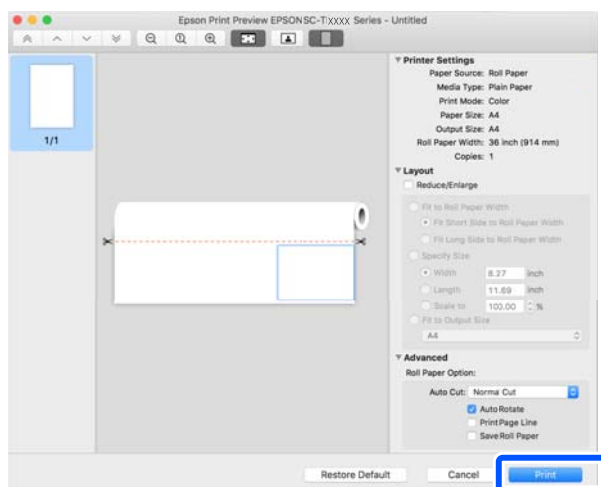 Epson Print Preview EPSONSC-TXXXX Series - Untitled
1/1
Printer Settings
Paper Source: Roll Paper
Media Type: Plain Paper
Print Mode: Color
Paper Size: A4
Output Size: A4
Roll Paper Width: 36 inch (914 mm)
Copies: 1
Layout
Reduce/Enlarge
Fit to Roll Paper Width
Fit Short Side to Roll Paper Width
Fit Long Side to Roll Paper Width
Specify Size
Width 8.27 inch
Length 11.69 inch
Scale to 100.00 %
Fit to Output Size
A4
Advanced
Roll Paper Option:
Auto Cut: Norma Cut
Auto Rotate
Print Page Line
Save Roll Paper
Restore Default Cancel Print